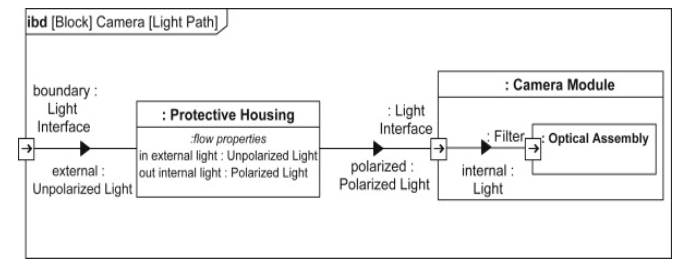 ibd [Block] Camera [Light Path]
boundary :
Light
Interface
external :
Unpolarized Light
: Protective Housing
:flow properties
in external light : Unpolarized Light
out internal light : Polarized Light
: Light
Interface
polarized :
Polarized Light
: Camera Module
: Filter
internal :
Light
: Optical Assembly